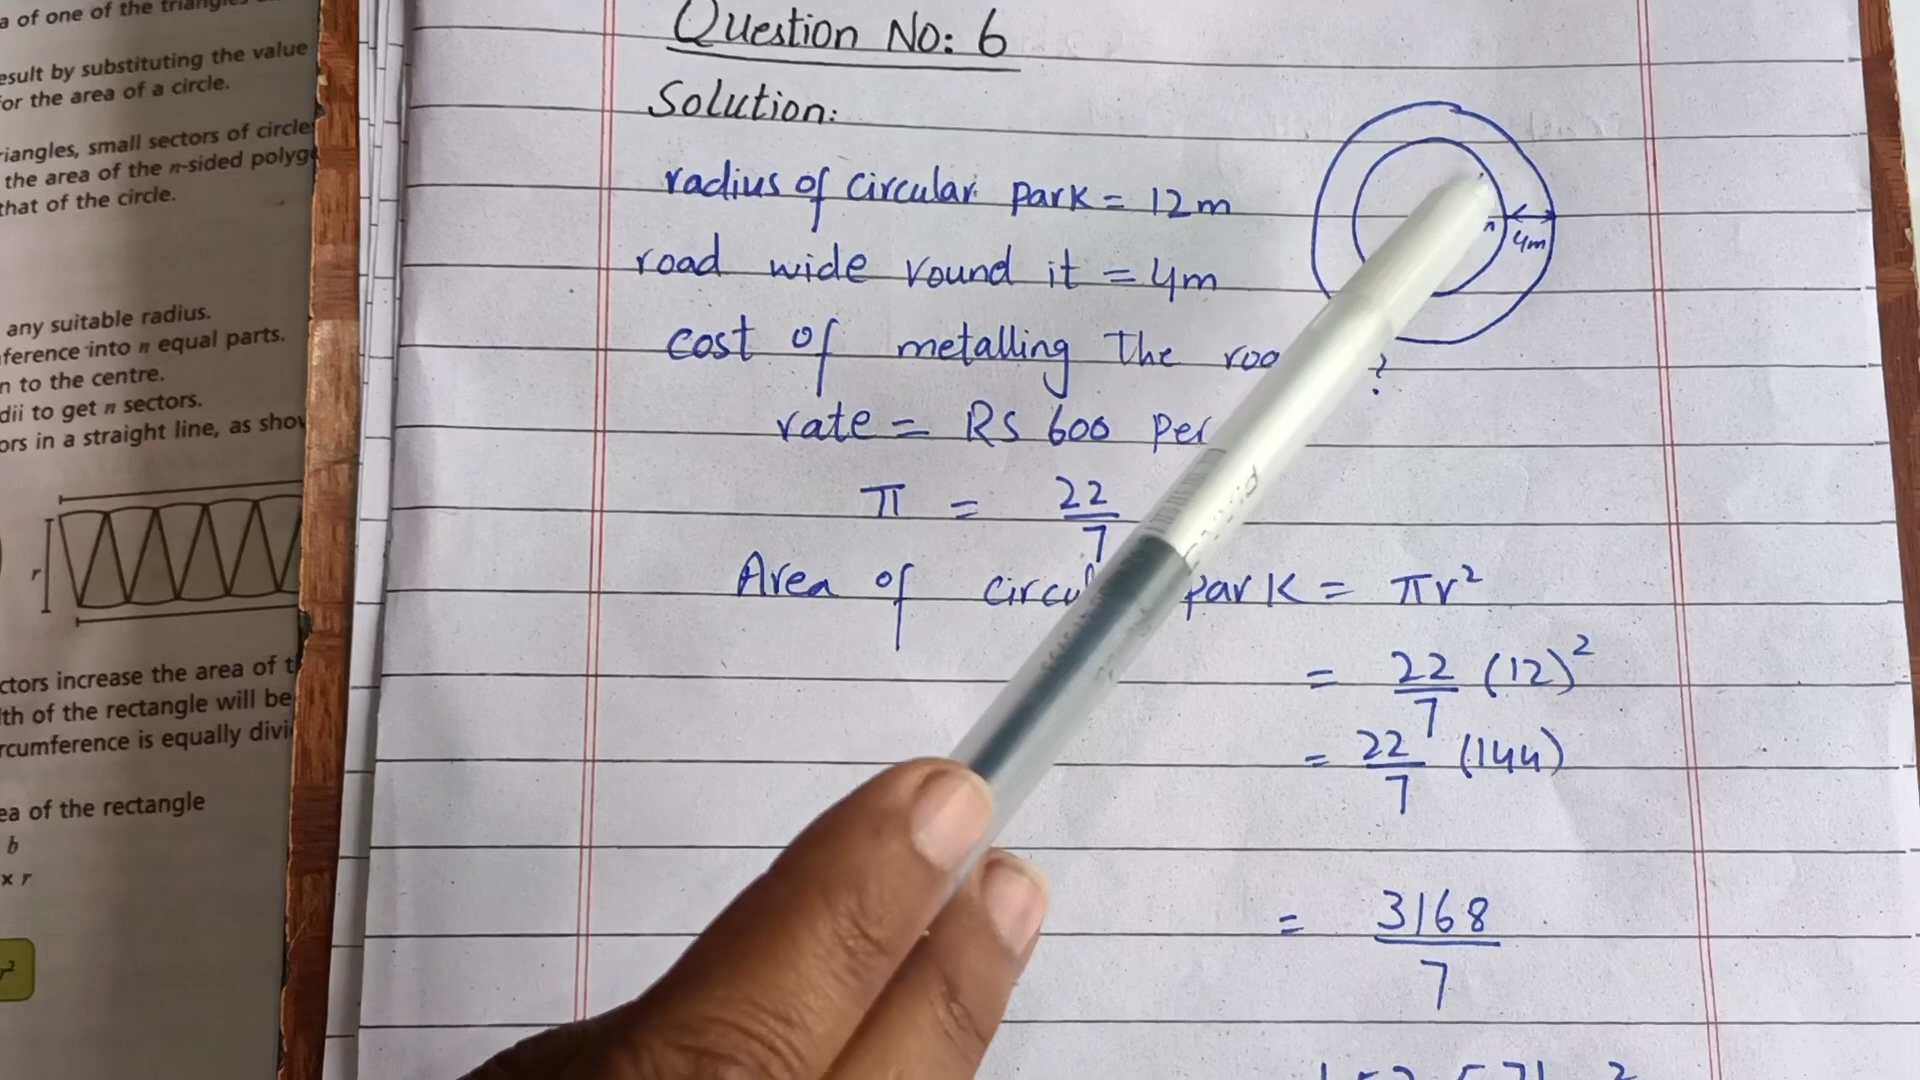 a of one of the
esult by substituting the value
for the area of a circle.
riangles, small sectors of circle
the area of the n-sided polyg
that of the circle.
any suitable radius.
ference into n equal parts.
n to the centre.
dii to get n sectors.
ors in a straight line, as
r
ctors increase the area of
th of the rectangle will be
rcumference is equally
ea of the rectangle
b
x r
r²
Question No: 6
Solution:
radius of circular park = 12m
road wide round it = 4m
4m
cost of metalling The ?
rate = RS 600 Per
π = 22
7
Area of park = πr²
= 22 (12)²
7
= 22 (144)
7
= 3168
7